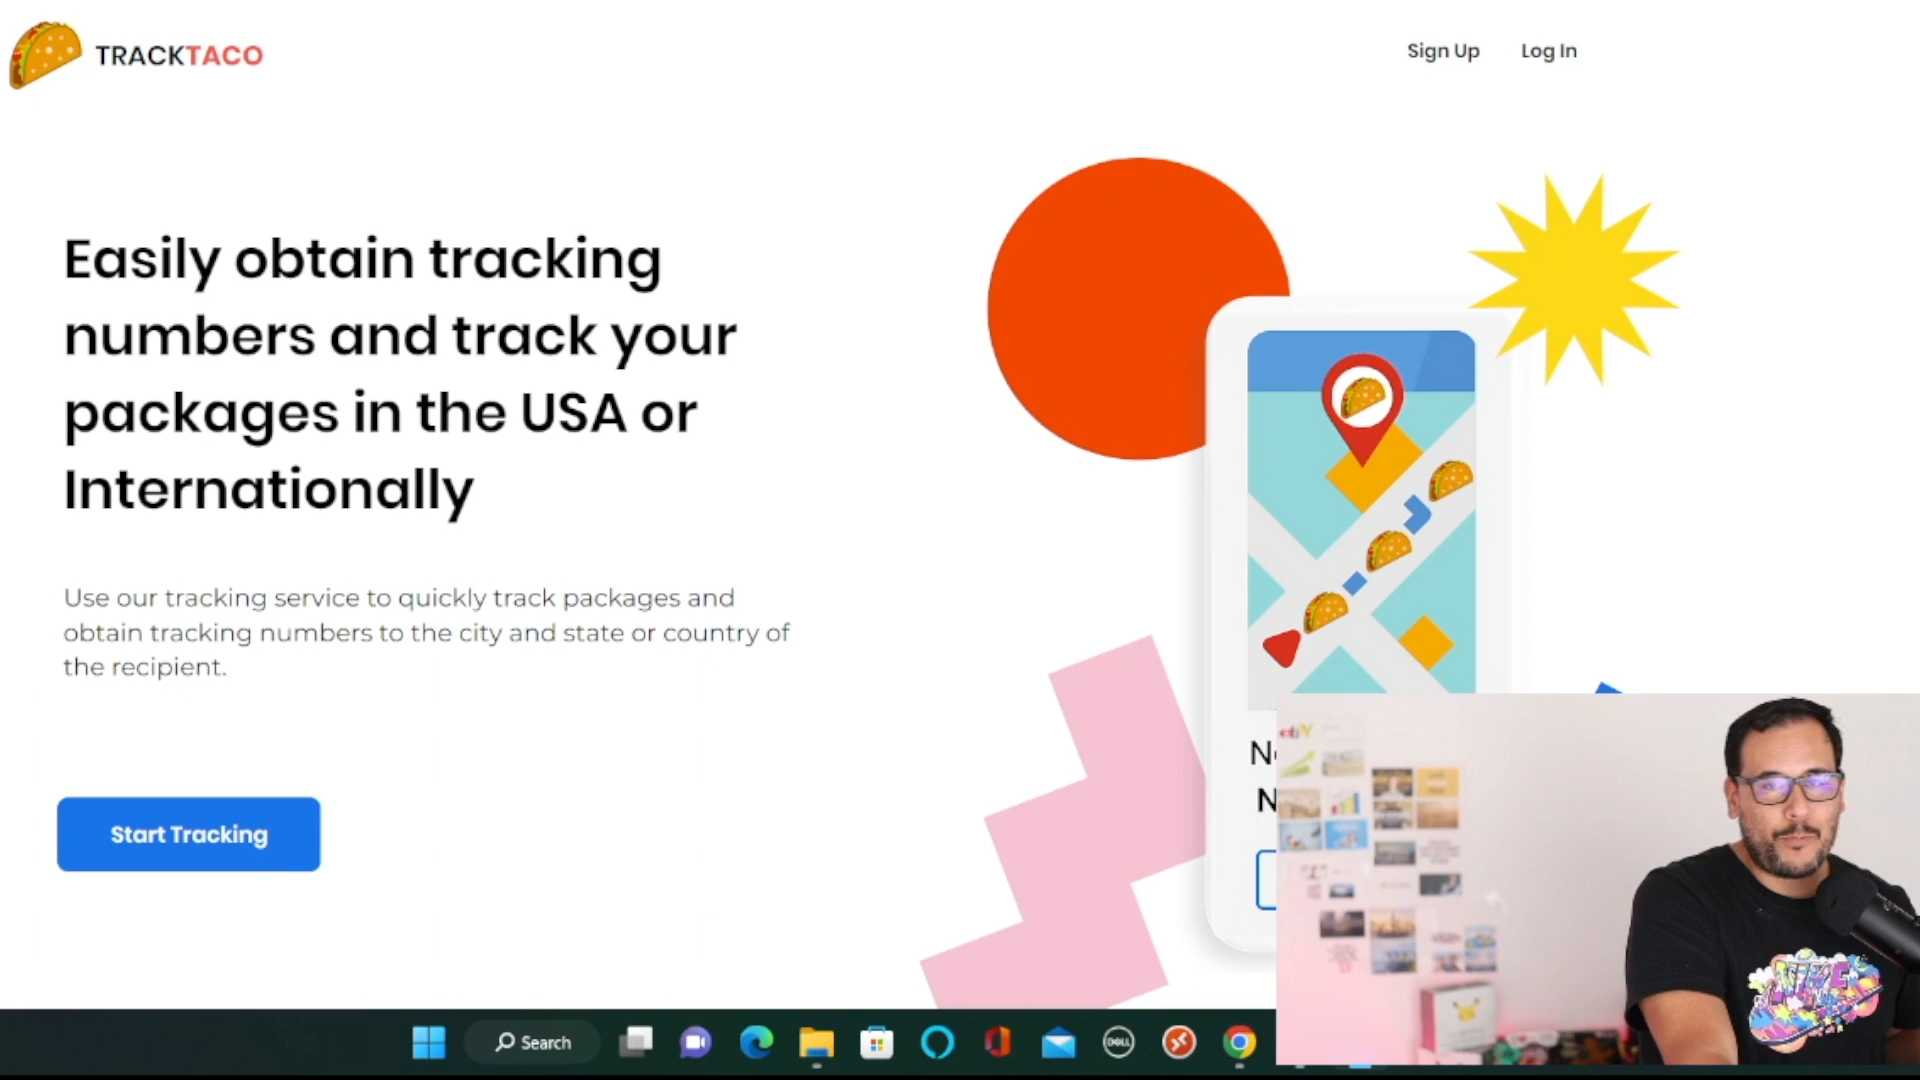 TRACKTACO
Sign Up
Log In
Easily obtain tracking
numbers and track your
packages in the USA or
Internationally
Use our tracking service to quickly track packages and
obtain tracking numbers to the city and state or country of
the recipient.
Start Tracking
Search
DELL
ebY